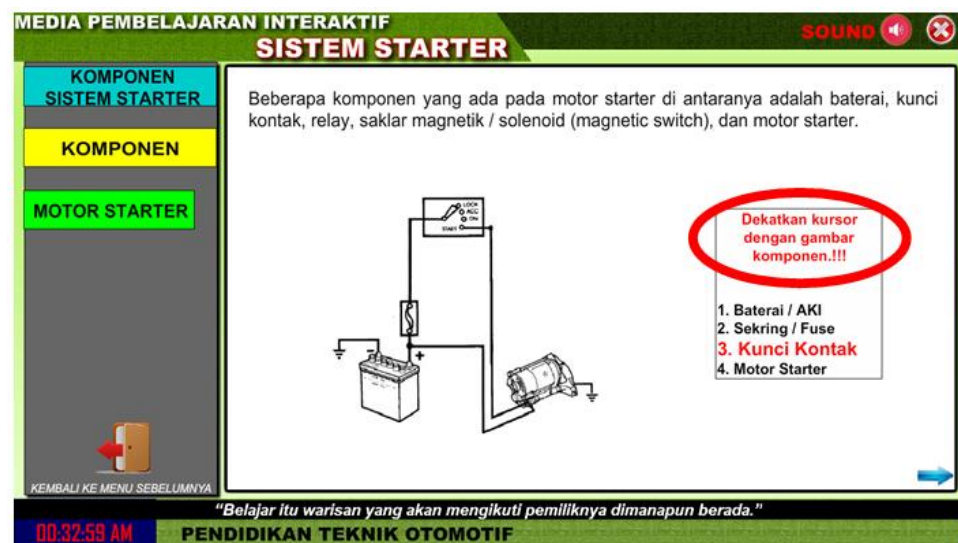 MEDIA PEMBELAJARAN INTERAKTIF
SISTEM STARTER
SOUND
KOMPONEN
SISTEM STARTER
KOMPONEN
MOTOR STARTER
KEMBALI KE MENU SEBELUMNYA
Beberapa komponen yang ada pada motor starter di antaranya adalah baterai, kunci
kontak, relay, saklar magnetik / solenoid (magnetic switch), dan motor starter.
LOCK
ACC
ON
START
- +
Dekatkan kursor
dengan gambar
komponen.!!!
1. Baterai / AKI
2. Sekring / Fuse
3. Kunci Kontak
4. Motor Starter
“Belajar itu warisan yang akan mengikuti pemiliknya dimanapun berada.”
00:32:59 AM
PENDIDIKAN TEKNIK OTOMOTIF